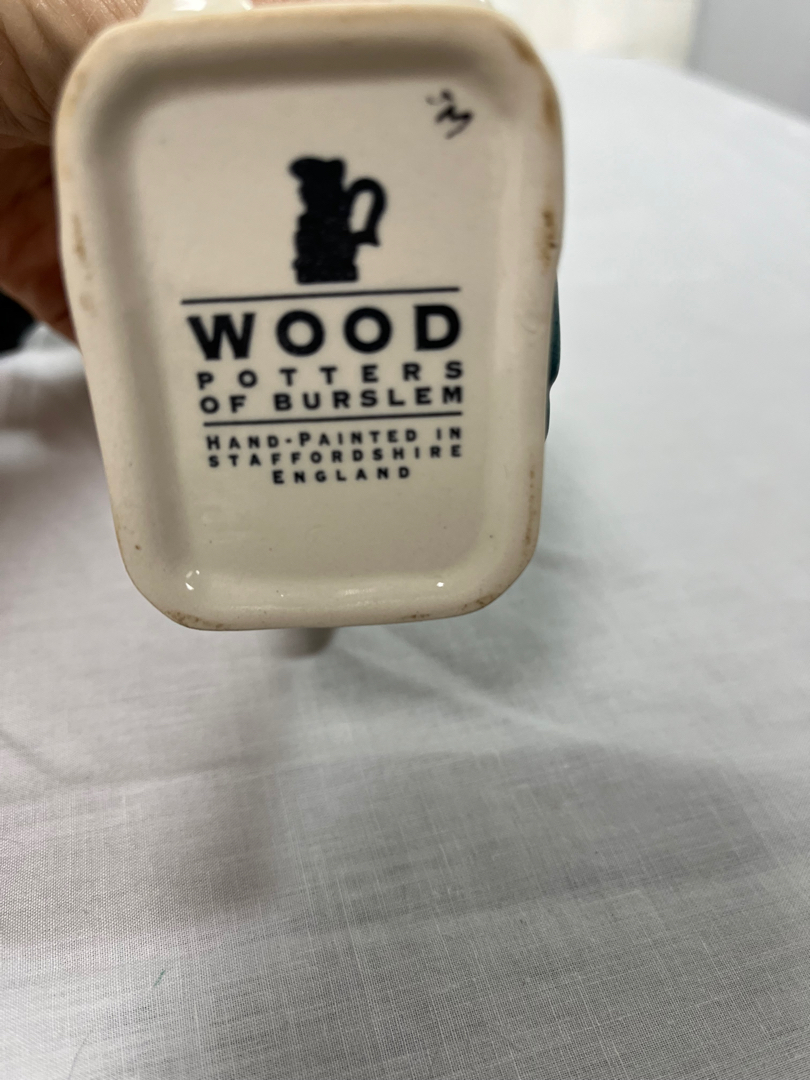 WOOD
POTTERS
OF BURSLEM
HAND-PAINTED IN
STAFFORDSHIRE
ENGLAND